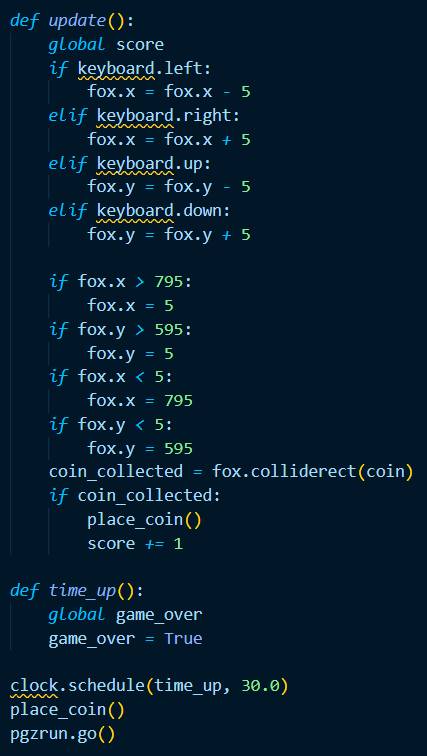 def update():
    global score
    if keyboard.left:
        fox.x = fox.x - 5
    elif keyboard.right:
        fox.x = fox.x + 5
    elif keyboard.up:
        fox.y = fox.y - 5
    elif keyboard.down:
        fox.y = fox.y + 5

    if fox.x > 795:
        fox.x = 5
    if fox.y > 595:
        fox.y = 5
    if fox.x < 5:
        fox.x = 795
    if fox.y < 5:
        fox.y = 595
    coin_collected = fox.colliderect(coin)
    if coin_collected:
        place_coin()
        score += 1

def time_up():
    global game_over
    game_over = True

clock.schedule(time_up, 30.0)
place_coin()
pgzrun.go()